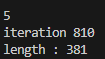 5
iteration 810
length : 381